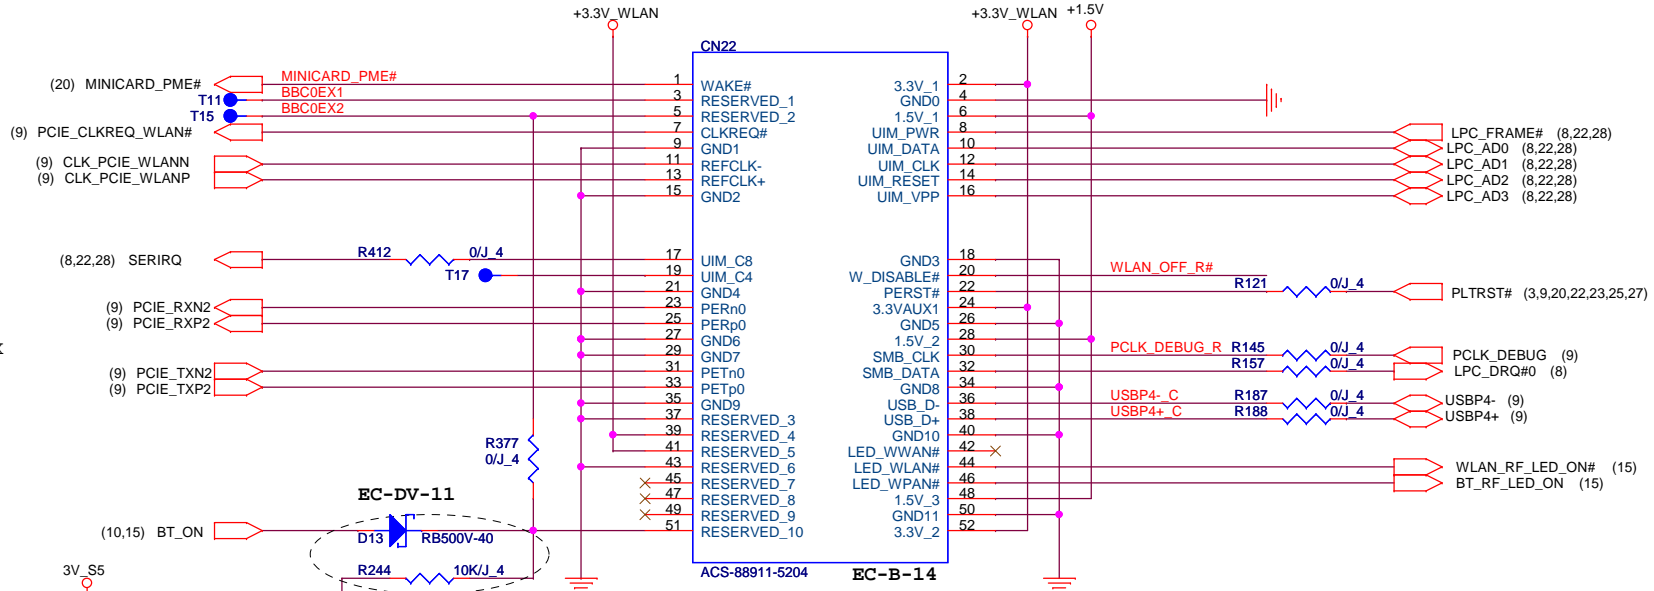 +3.3V_WLAN +3.3V_WLAN +1.5V
CN22
(20) MINICARD_PME# MINICARD_PME# 1 WAKE# 3.3V_1 2
T11 BBC0EX1 3 RESERVED_1 GND0 4
T15 BBC0EX2 5 RESERVED_2 1.5V_1 6
(9) PCIE_CLKREQ_WLAN# 7 CLKREQ# UIM_PWR 8 LPC_FRAME# (8,22,28)
9 GND1 UIM_DATA 10 LPC_AD0 (8,22,28)
(9) CLK_PCIE_WLANN 11 REFCLK- UIM_CLK 12 LPC_AD1 (8,22,28)
(9) CLK_PCIE_WLANP 13 REFCLK+ UIM_RESET 14 LPC_AD2 (8,22,28)
15 GND2 UIM_VPP 16 LPC_AD3 (8,22,28)
(8,22,28) SERIRQ R412 0/J_4 17 UIM_C8 GND3 18
T17 19 UIM_C4 W_DISABLE# 20 WLAN_OFF_R#
21 GND4 PERST# 22 R121 0/J_4 PLTRST# (3,9,20,22,23,25,27)
(9) PCIE_RXN2 23 PERn0 3.3VAUX1 24
(9) PCIE_RXP2 25 PERp0 GND5 26
27 GND6 1.5V_2 28
29 GND7 SMB_CLK 30 PCLK_DEBUG_R R145 0/J_4 PCLK_DEBUG (9)
(9) PCIE_TXN2 31 PETn0 SMB_DATA 32 R157 0/J_4 LPC_DRQ#0 (8)
(9) PCIE_TXP2 33 PETp0 GND8 34
35 GND9 USB_D- 36 USBP4-_C R187 0/J_4 USBP4- (9)
37 RESERVED_3 USB_D+ 38 USBP4+_C R188 0/J_4 USBP4+ (9)
39 RESERVED_4 GND10 40
R377 41 RESERVED_5 LED_WWAN# 42
0/J_4 43 RESERVED_6 LED_WLAN# 44 WLAN_RF_LED_ON# (15)
45 RESERVED_7 LED_WPAN# 46 BT_RF_LED_ON (15)
EC-DV-11 47 RESERVED_8 1.5V_3 48
49 RESERVED_9 GND11 50
(10,15) BT_ON D13 RB500V-40 51 RESERVED_10 3.3V_2 52
3V_S5 R244 10K/J_4 ACS-88911-5204 EC-B-14